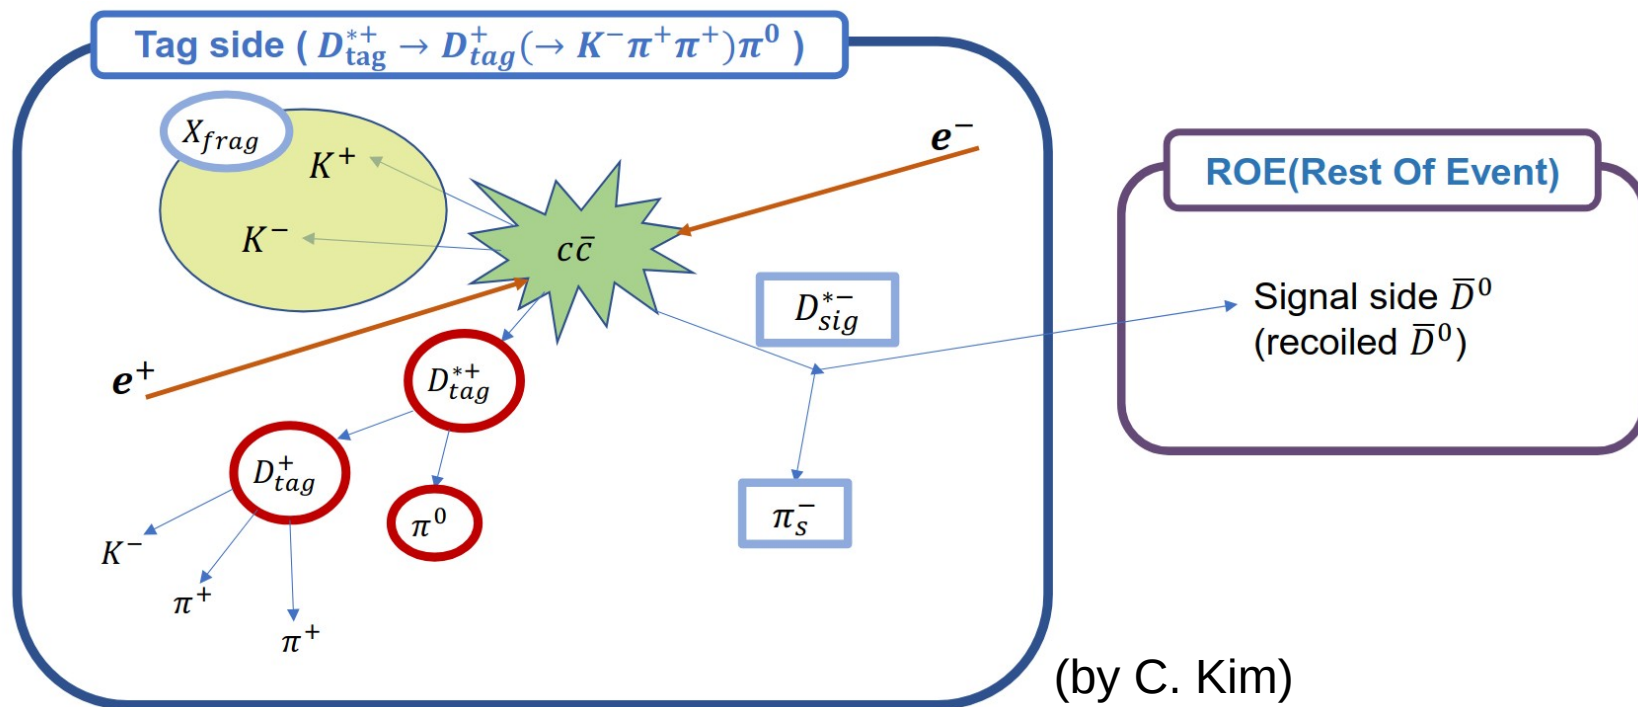 Tag side ( D*+tag → D+tag(→ K−π+π+)π0 )
Xfrag
K+
K−
e−
cc̄
e+
D*+tag
D+tag
π0
K−
π+
π+
D*−sig
πs−
ROE(Rest Of Event)
Signal side D̄0
(recoiled D̄0)
(by C. Kim)